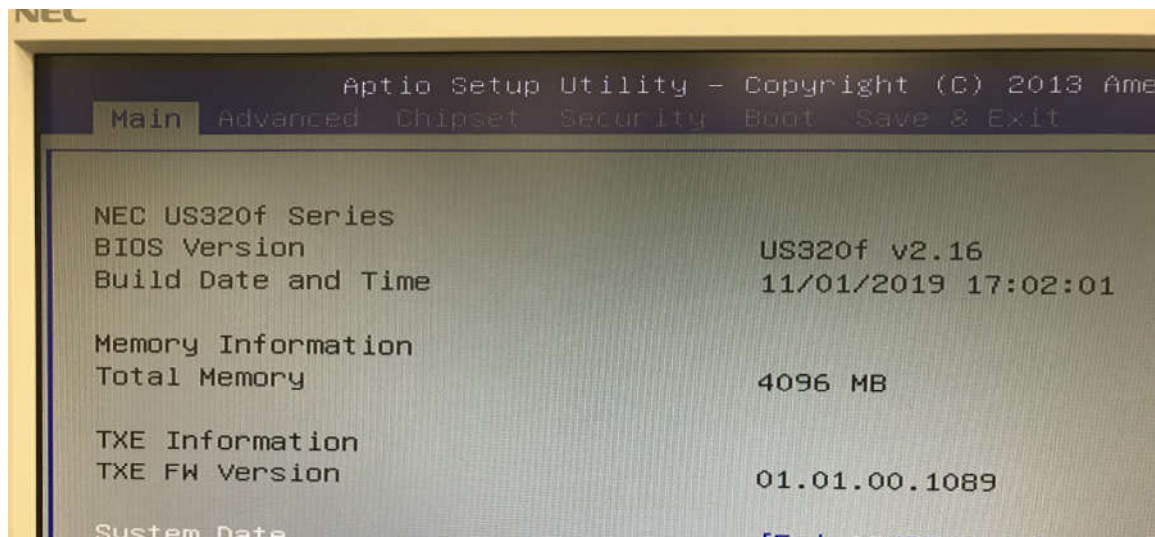 NEC
Aptio Setup Utility – Copyright (C) 2013 Ame
Main Advanced Chipset Security Boot Save & Exit
NEC US320f Series
BIOS Version US320f v2.16
Build Date and Time 11/01/2019 17:02:01
Memory Information
Total Memory 4096 MB
TXE Information
TXE FW Version 01.01.00.1089
System Date